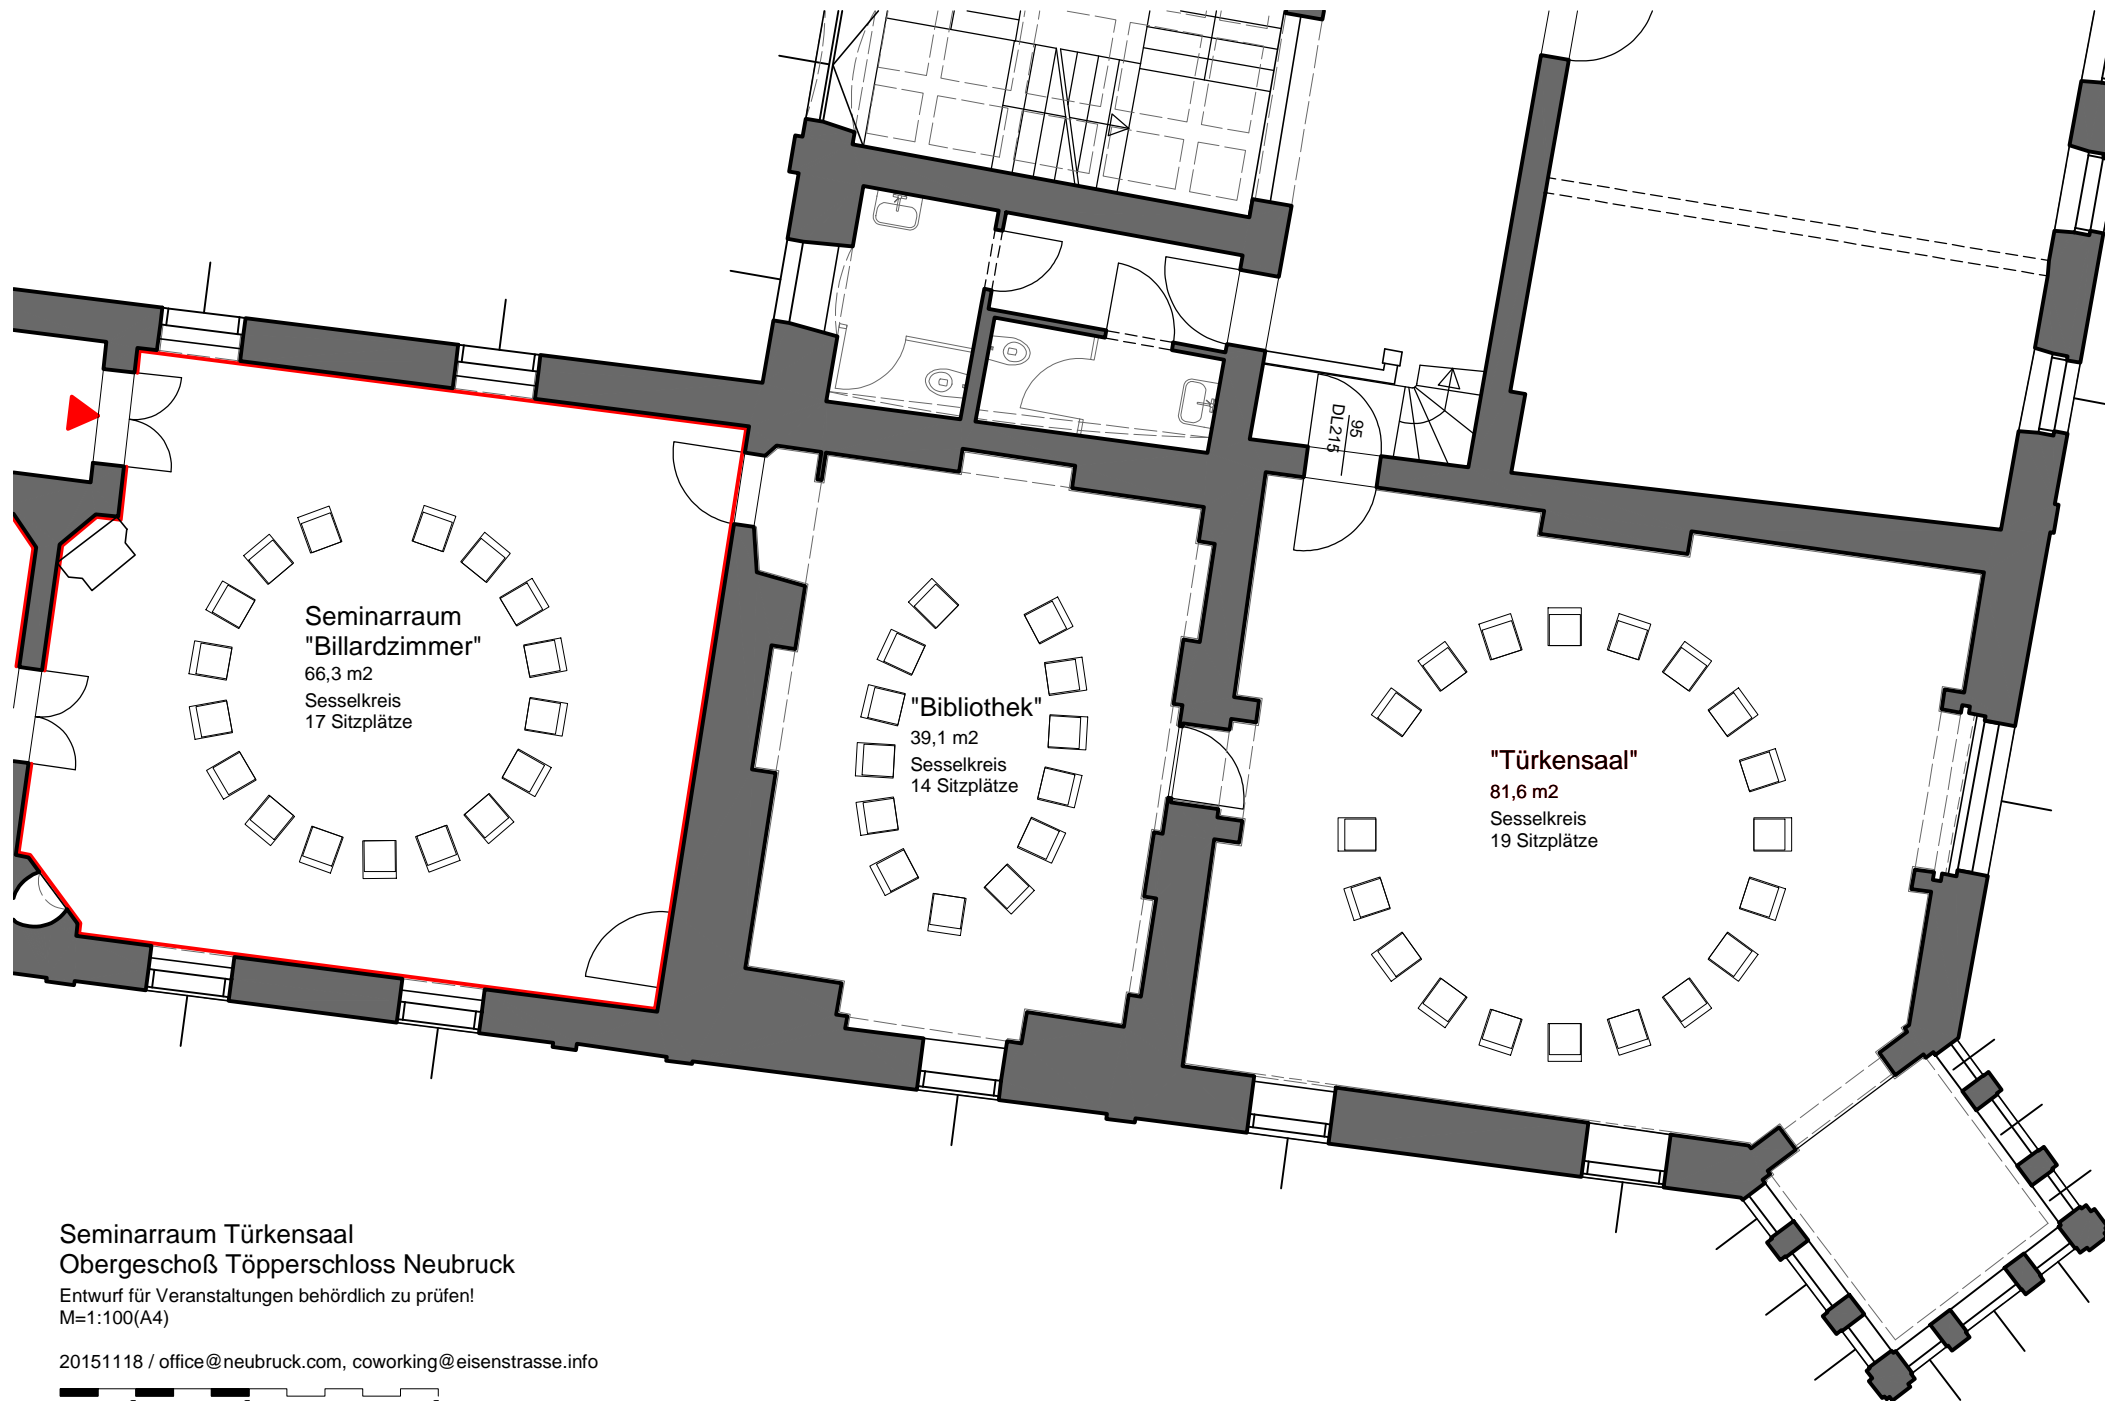 95
DL215
Seminarraum
"Billardzimmer"
66,3 m2
Sesselkreis
17 Sitzplätze
"Bibliothek"
39,1 m2
Sesselkreis
14 Sitzplätze
"Türkensaal"
81,6 m2
Sesselkreis
19 Sitzplätze
Seminarraum Türkensaal
Obergeschoß Töpperschloss Neubruck
Entwurf für Veranstaltungen behördlich zu prüfen!
M=1:100(A4)
20151118 / office@neubruck.com, coworking@eisenstrasse.info